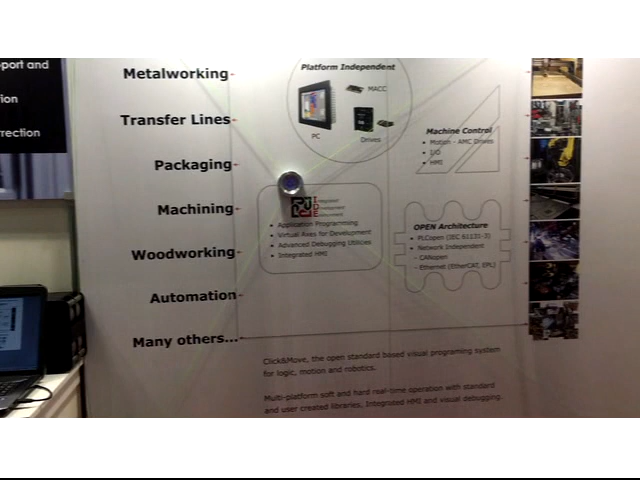 port and
ion
rrection
Metalworking
Transfer Lines
Packaging
Machining
Woodworking
Automation
Many others...
Platform Independent
MACC
PC
Drives
Machine Control
• Motion - AMC Drives
• I/O
• HMI
IDE
Integrated
Development
Environment
• Application Programming
• Virtual Axes for Development
• Advanced Debugging Utilities
• Integrated HMI
OPEN Architecture
• PLCopen (IEC 61131-3)
• Network Independent
- CANopen
- Ethernet (EtherCAT, EPL)
Click&Move, the open standard based visual programing system
for logic, motion and robotics.
Multi-platform soft and hard real-time operation with standard
and user created libraries, Integrated HMI and visual debugging.